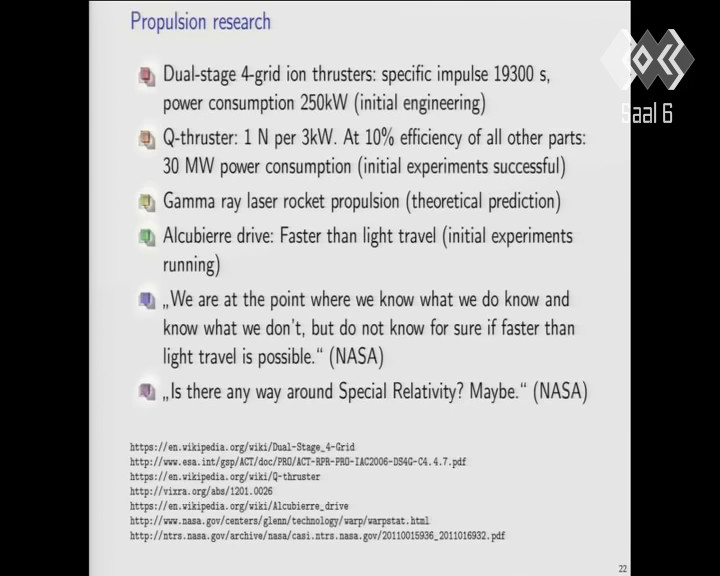 Propulsion research
Dual-stage 4-grid ion thrusters: specific impulse 19300 s,
power consumption 250kW (initial engineering)
Q-thruster: 1 N per 3kW. At 10% efficiency of all other parts:
30 MW power consumption (initial experiments successful)
Gamma ray laser rocket propulsion (theoretical prediction)
Alcubierre drive: Faster than light travel (initial experiments
running)
„We are at the point where we know what we do know and
know what we don't, but do not know for sure if faster than
light travel is possible.“ (NASA)
„Is there any way around Special Relativity? Maybe.“ (NASA)
https://en.wikipedia.org/wiki/Dual-Stage_4-Grid
http://www.esa.int/gsp/ACT/doc/PRO/ACT-RPR-PRO-IAC2006-DS4G-C4.4.7.pdf
https://en.wikipedia.org/wiki/Q-thruster
http://vixra.org/abs/1201.0026
https://en.wikipedia.org/wiki/Alcubierre_drive
http://www.nasa.gov/centers/glenn/technology/warp/warpstat.html
http://ntrs.nasa.gov/archive/nasa/casi.ntrs.nasa.gov/20110015936_2011016932.pdf
22
Saal 6